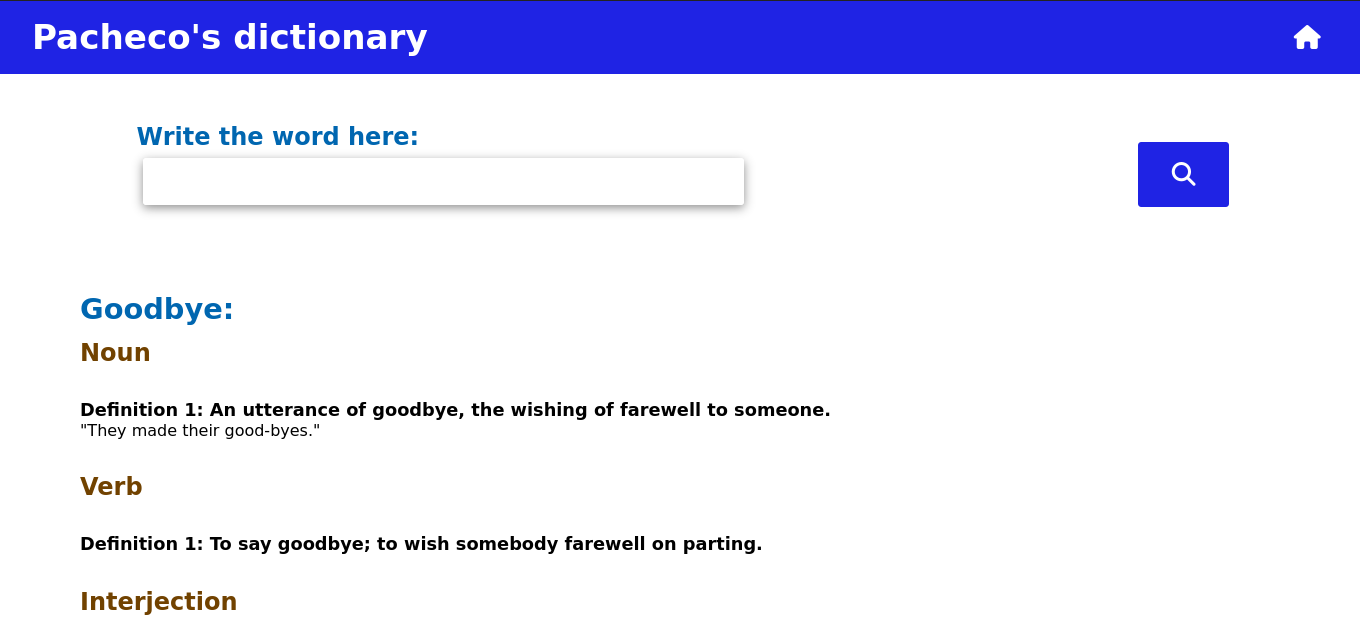 Pacheco's dictionary
Write the word here:
Goodbye:
Noun
Definition 1: An utterance of goodbye, the wishing of farewell to someone.
"They made their good-byes."
Verb
Definition 1: To say goodbye; to wish somebody farewell on parting.
Interjection